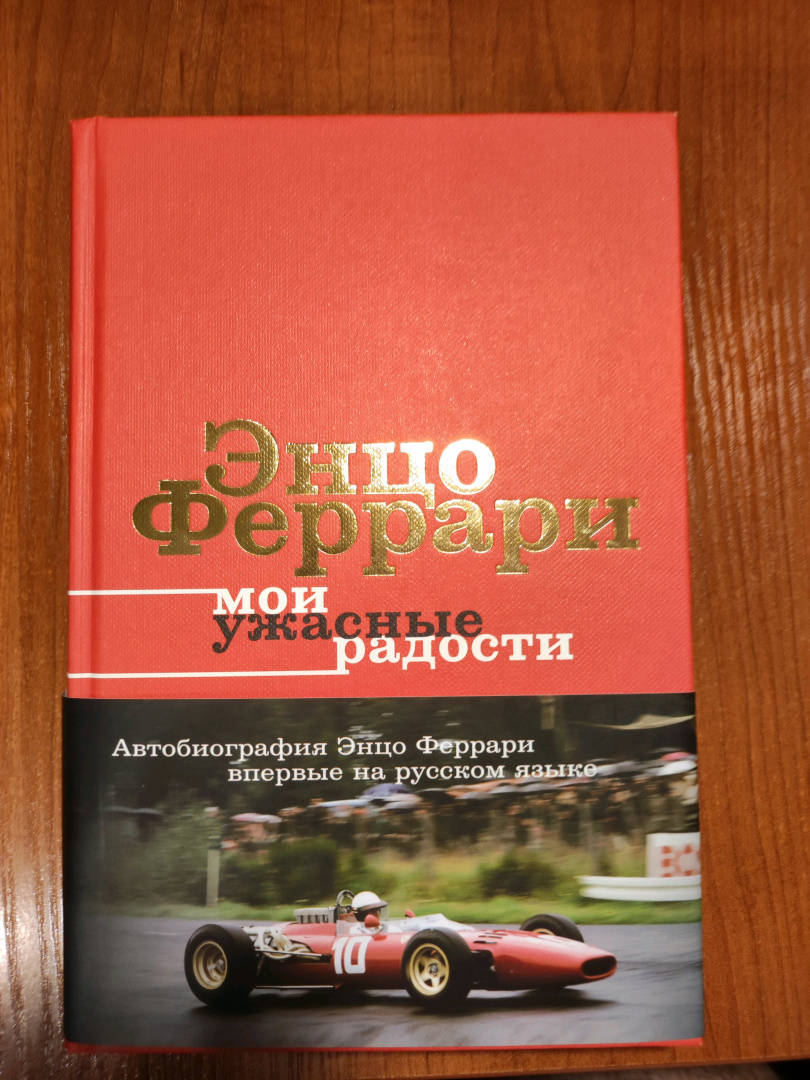 Энцо
Феррари
мои
ужасные
радости
Автобиография Энцо Феррари
впервые на русском языке
10